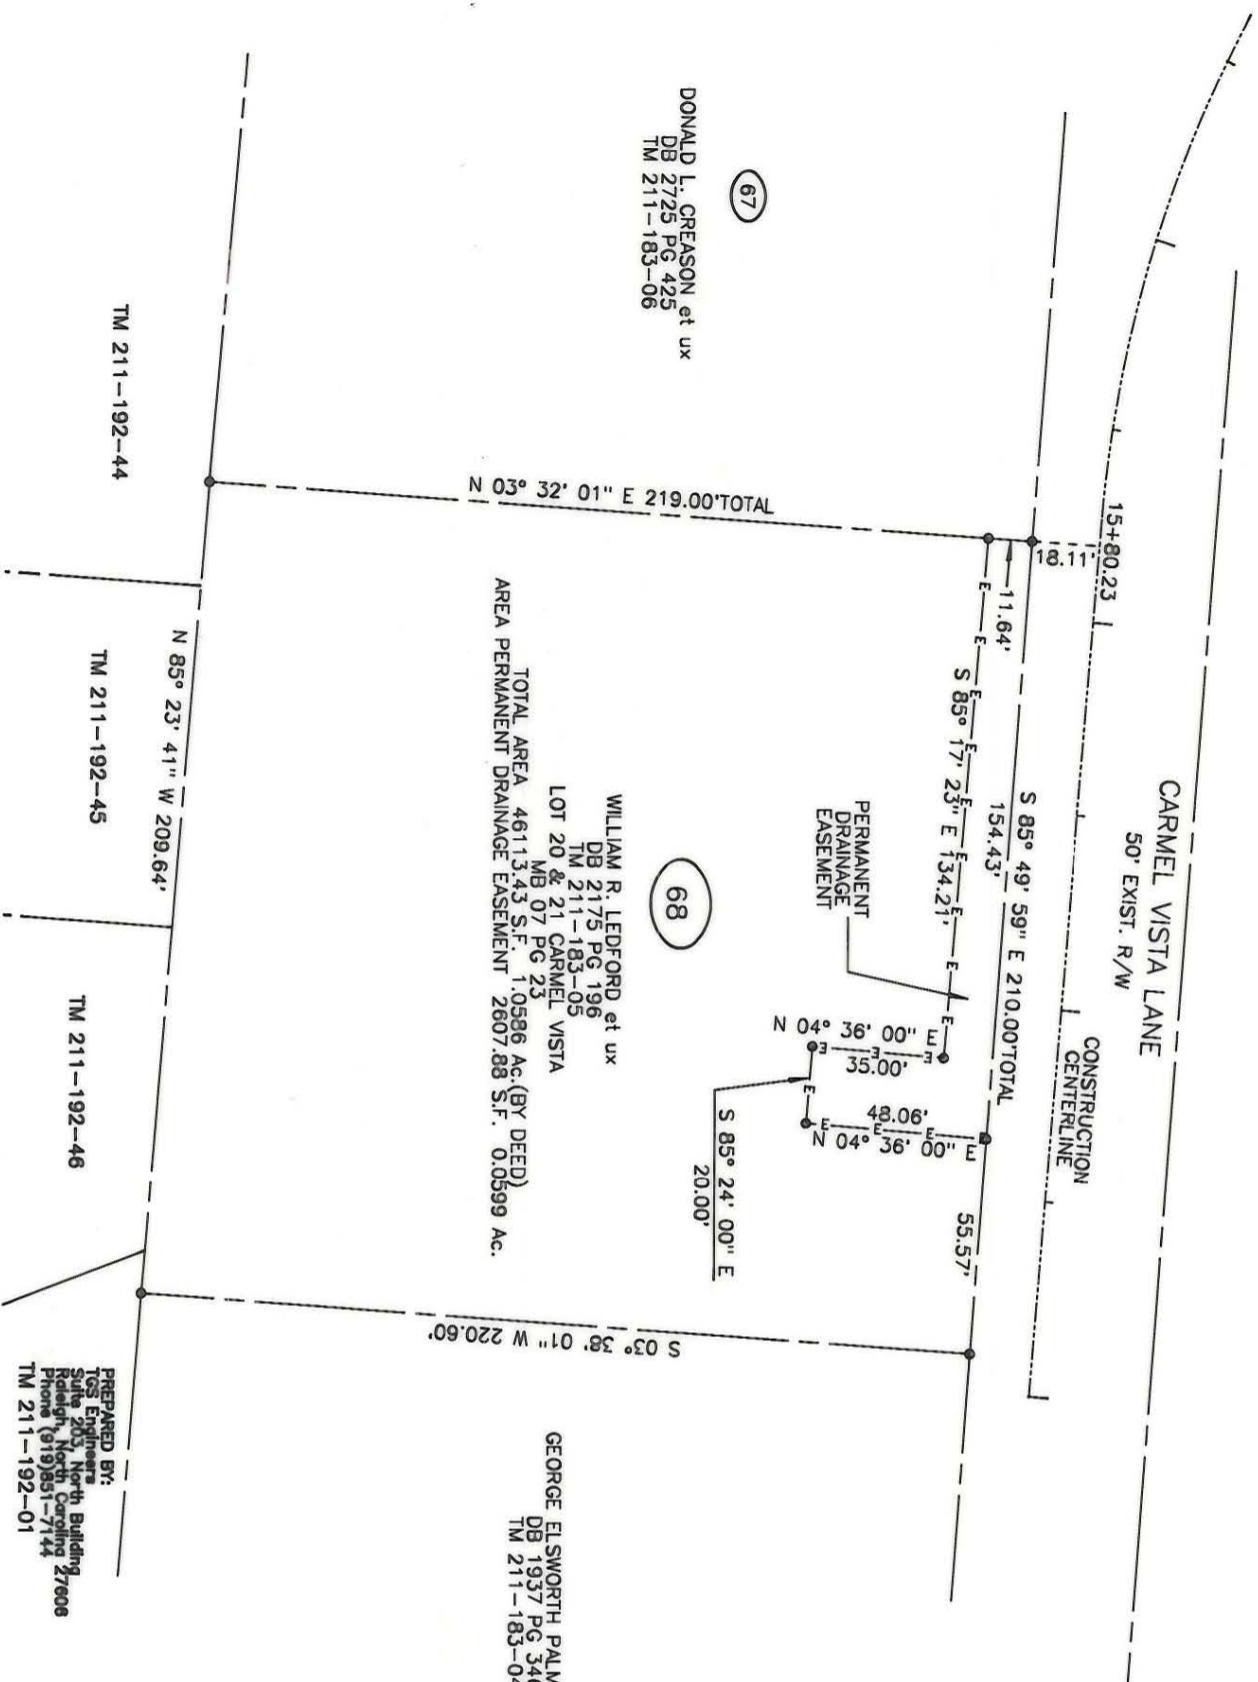 CARMEL VISTA LANE
50' EXIST. R/W
CONSTRUCTION
CENTERLINE
15+80.23
18.11'
11.64'
S 85° 49' 59" E 210.00'TOTAL
154.43'
55.57'
S 85° 17' 23" E 134.21'
PERMANENT
DRAINAGE
EASEMENT
N 04° 36' 00" E
35.00'
48.06'
N 04° 36' 00" E
S 85° 24' 00" E
20.00'
67
DONALD L. CREASON et ux
DB 2725 PG 425
TM 211-183-06
N 03° 32' 01" E 219.00'TOTAL
68
WILLIAM R. LEDFORD et ux
DB 2175 PG 196
TM 211-183-05
LOT 20 & 21 CARMEL VISTA
MB 07 PG 23
TOTAL AREA 46113.43 S.F. 1.0586 Ac.(BY DEED)
AREA PERMANENT DRAINAGE EASEMENT 2607.88 S.F. 0.0599 Ac.
S 03° 38' 01" W 220.60'
GEORGE ELSWORTH PALM
DB 1937 PG 346
TM 211-183-04
N 85° 23' 41" W 209.64'
TM 211-192-44
TM 211-192-45
TM 211-192-46
PREPARED BY:
TGS Engineers
Suite 203, North Building
Raleigh, North Carolina 27606
Phone (919)851-7144
TM 211-192-01
E E E E E E E E E
E E E
E
E E E